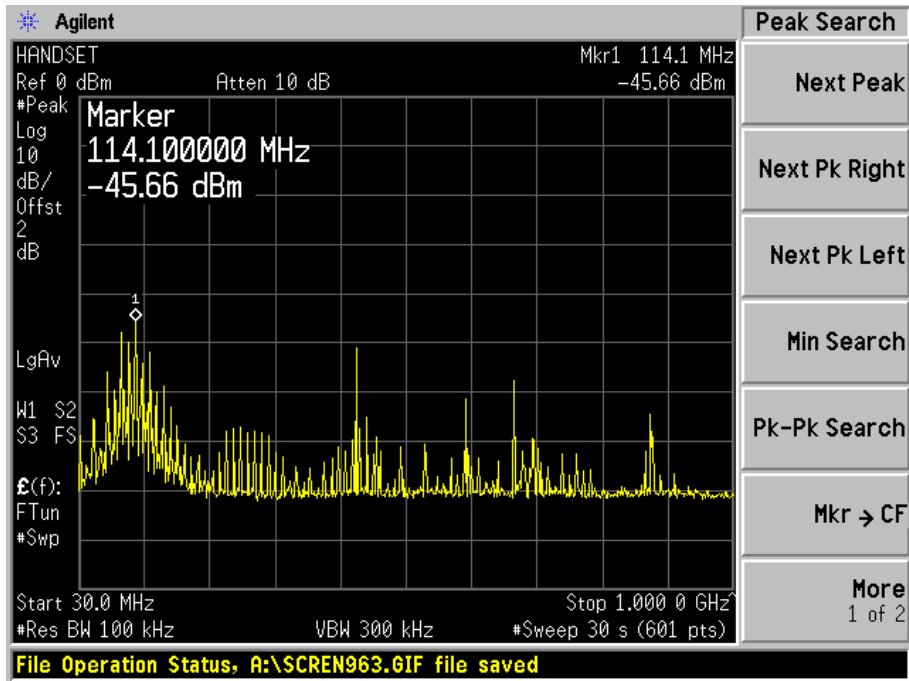 Agilent
Peak Search
HANDSET
Mkr1 114.1 MHz
Ref 0 dBm Atten 10 dB -45.66 dBm
#Peak
Log
10
dB/
Offst
2
dB
Marker
114.100000 MHz
-45.66 dBm
1
LgAv
W1 S2
S3 FS
£(f):
FTun
#Swp
Start 30.0 MHz Stop 1.000 0 GHz^
#Res BW 100 kHz VBW 300 kHz #Sweep 30 s (601 pts)
File Operation Status, A:\SCREN963.GIF file saved
Next Peak
Next Pk Right
Next Pk Left
Min Search
Pk-Pk Search
Mkr → CF
More
1 of 2